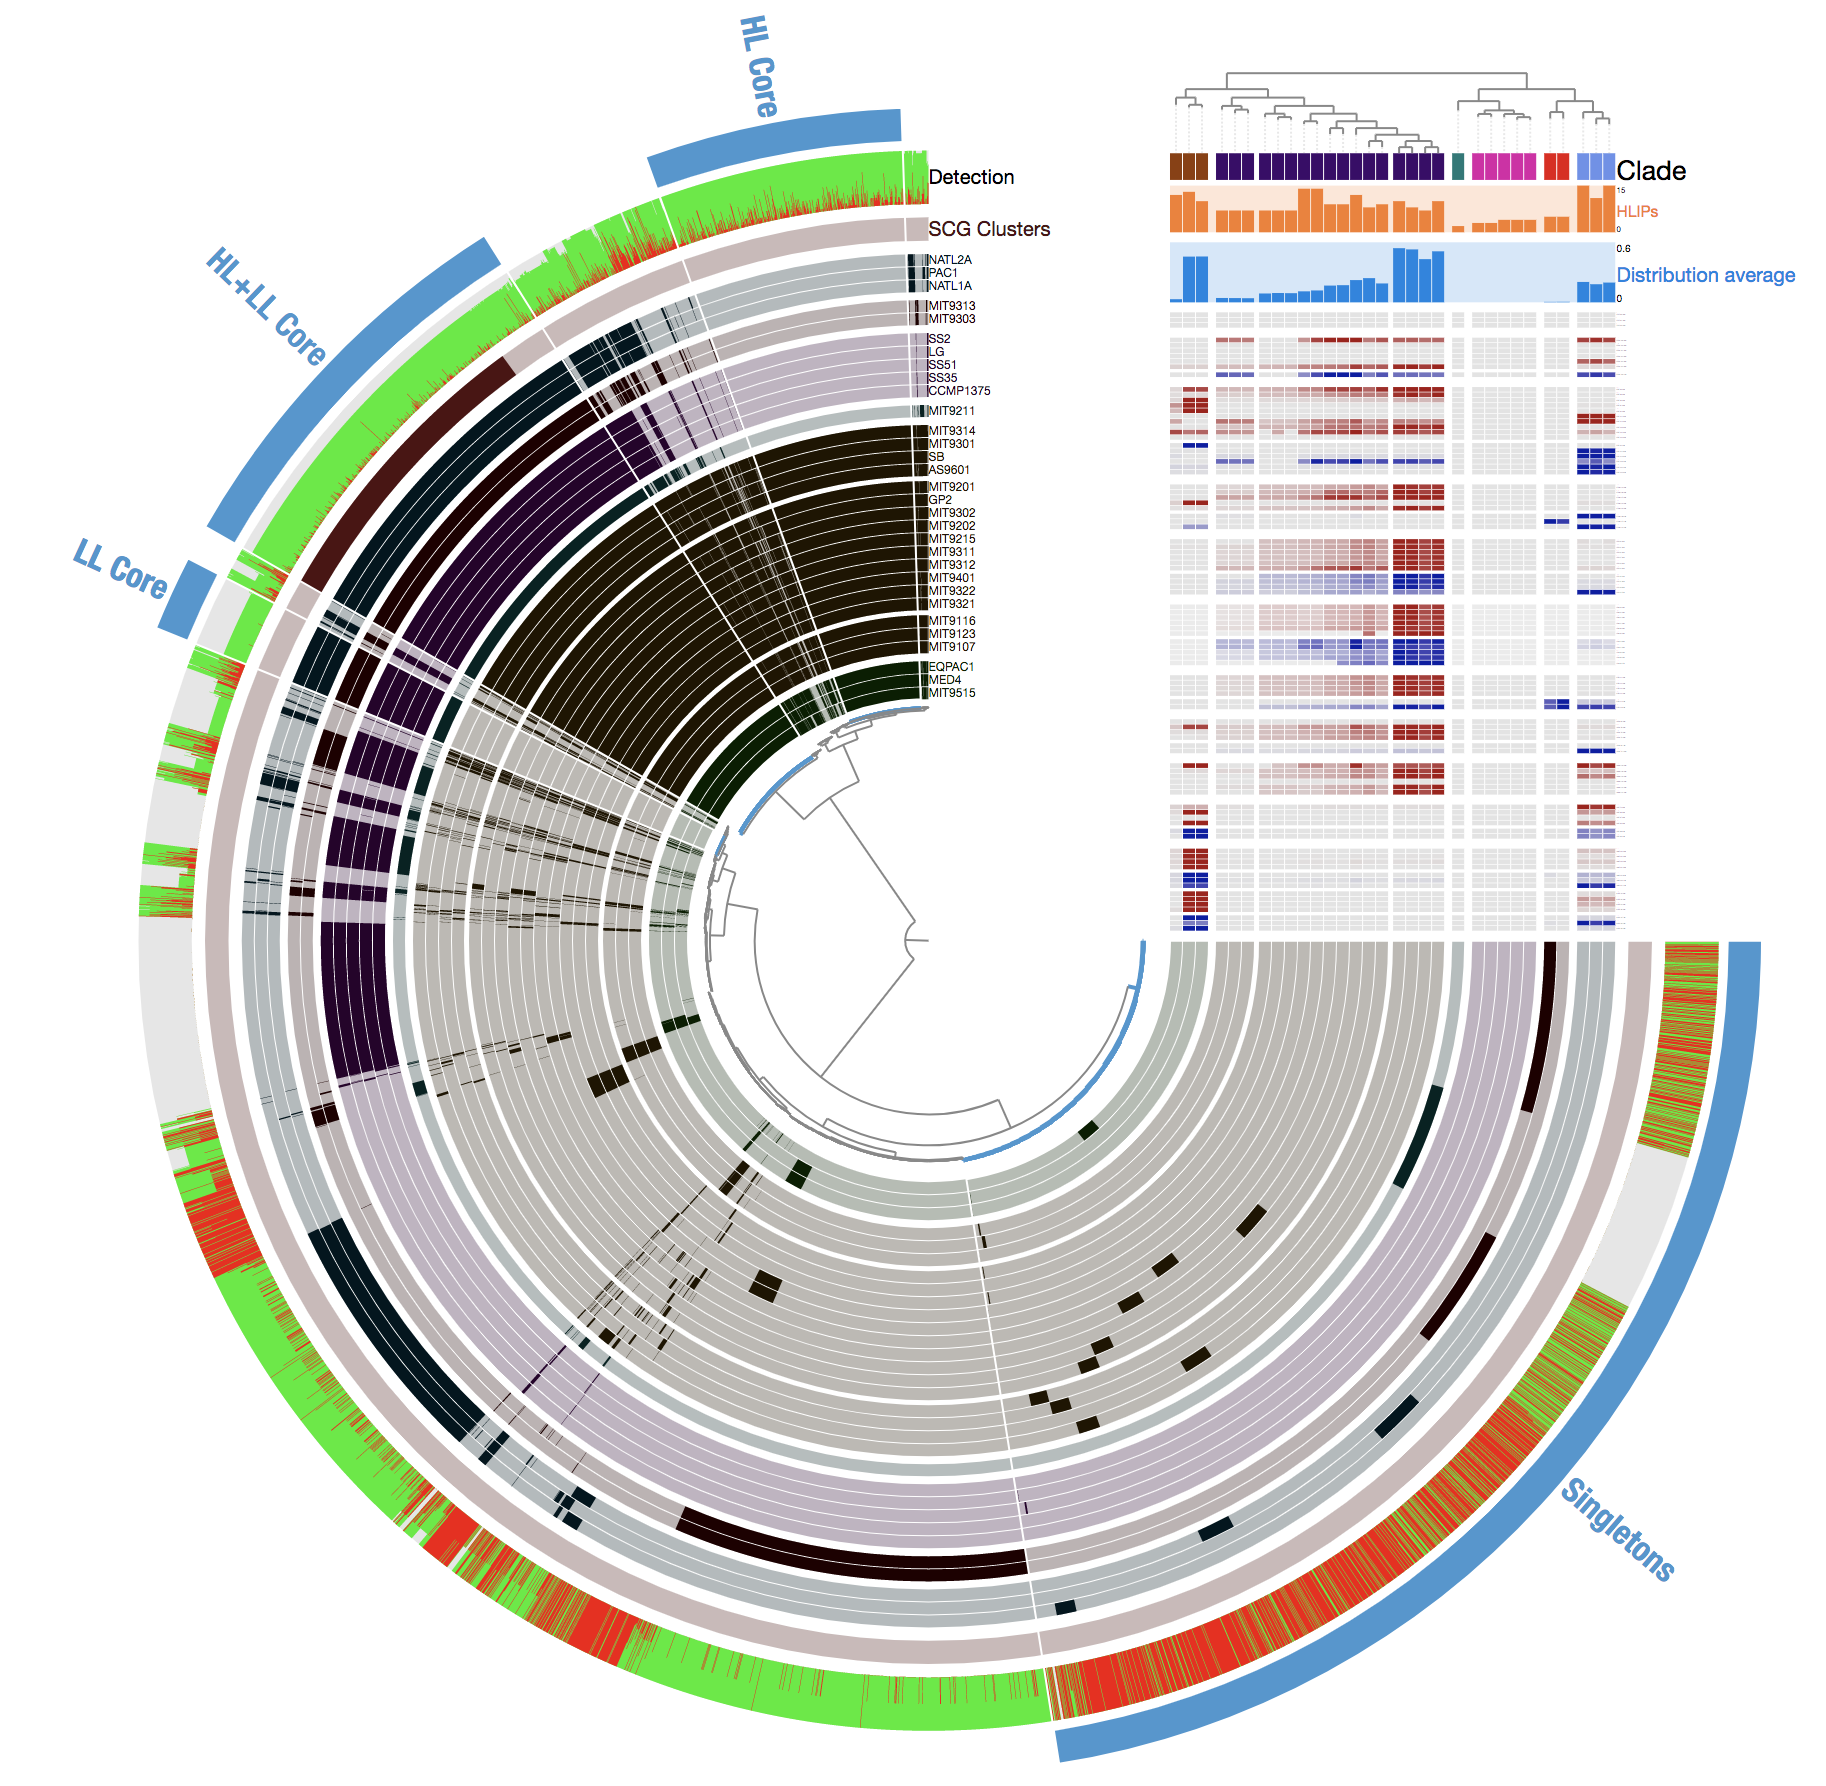 HL Core
Detection
SCG Clusters
HL+LL Core
LL Core
NATL2A
PAC1
NATL1A
MIT9313
MIT9303
SS2
LG
SS51
SS35
CCMP1375
MIT9211
MIT9314
MIT9301
SB
AS9601
MIT9201
GP2
MIT9302
MIT9202
MIT9215
MIT9311
MIT9312
MIT9401
MIT9322
MIT9321
MIT9116
MIT9123
MIT9107
EQPAC1
MED4
MIT9515
Clade
15
HLIPs
0
0.6
Distribution average
0
Singletons